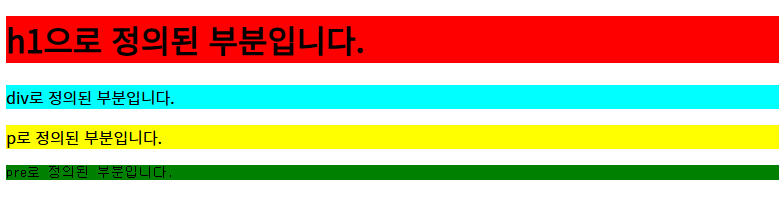 h1으로 정의된 부분입니다.
div로 정의된 부분입니다.
p로 정의된 부분입니다.
pre로 정의된 부분입니다.